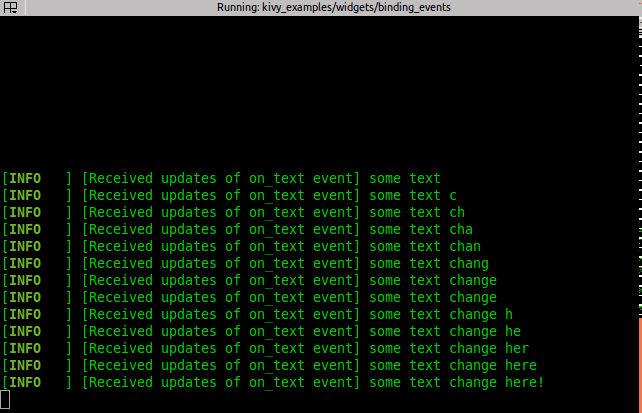 Running: kivy_examples/widgets/binding_events
[INFO   ] [Received updates of on_text event] some text
[INFO   ] [Received updates of on_text event] some text c
[INFO   ] [Received updates of on_text event] some text ch
[INFO   ] [Received updates of on_text event] some text cha
[INFO   ] [Received updates of on_text event] some text chan
[INFO   ] [Received updates of on_text event] some text chang
[INFO   ] [Received updates of on_text event] some text change
[INFO   ] [Received updates of on_text event] some text change
[INFO   ] [Received updates of on_text event] some text change h
[INFO   ] [Received updates of on_text event] some text change he
[INFO   ] [Received updates of on_text event] some text change her
[INFO   ] [Received updates of on_text event] some text change here
[INFO   ] [Received updates of on_text event] some text change here!